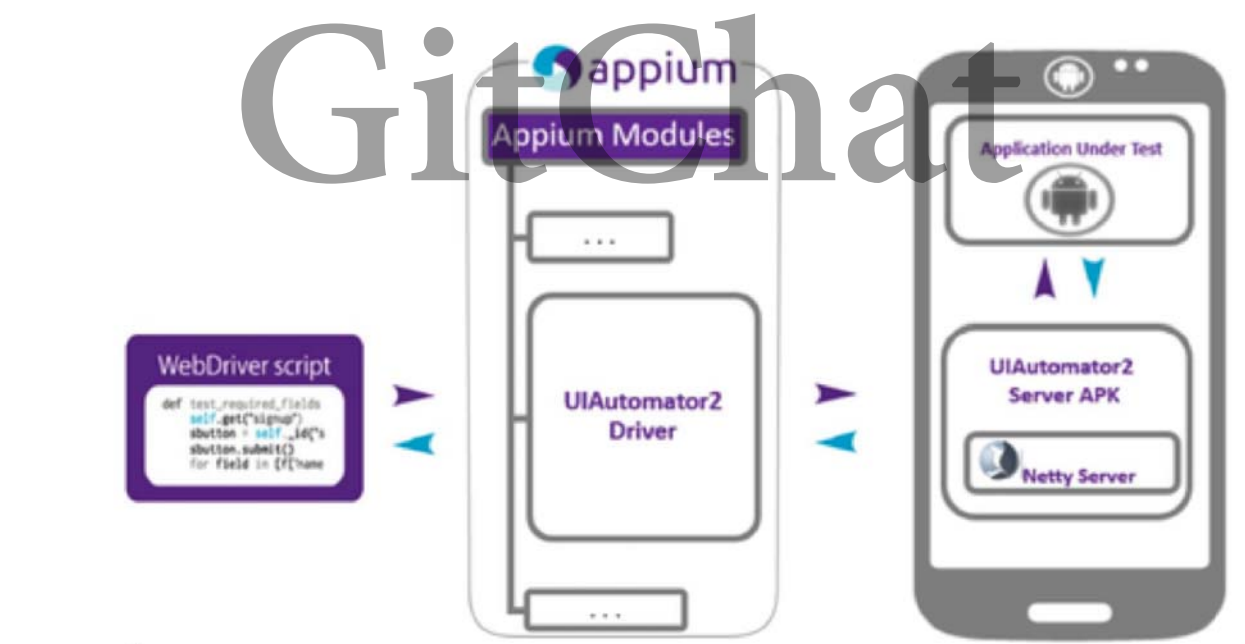 GitChat
appium
Appium Modules
...
UIAutomator2
Driver
...
WebDriver script
def test_required_fields
self.get("signup")
sbutton = self._id("s
sbutton.submit()
for field in [f['name
Application Under Test
UIAutomator2
Server APK
Netty Server